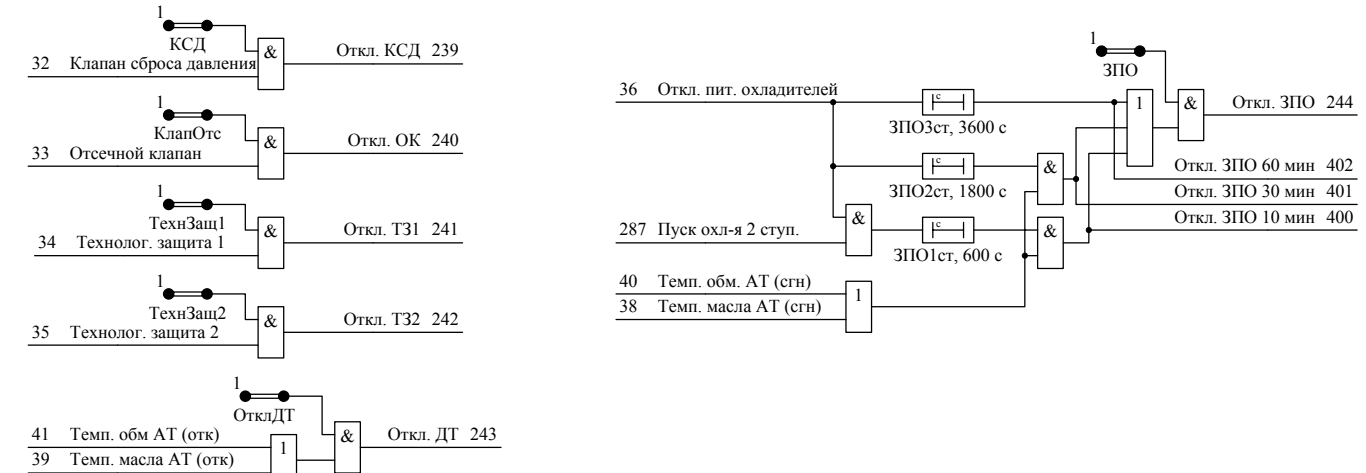 1
КСД
&
32 Клапан сброса давления
Откл. КСД 239
1
КлапОтс
&
33 Отсечной клапан
Откл. ОК 240
1
ТехнЗащ1
&
34 Технолог. защита 1
Откл. ТЗ1 241
1
ТехнЗащ2
&
35 Технолог. защита 2
Откл. ТЗ2 242
1
ОтклДТ
&
41 Темп. обм АТ (отк)
1
39 Темп. масла АТ (отк)
Откл. ДТ 243
1
ЗПО
36 Откл. пит. охладителей
c
1
&
Откл. ЗПО 244
ЗПО3ст, 3600 с
c
&
Откл. ЗПО 60 мин 402
ЗПО2ст, 1800 с
Откл. ЗПО 30 мин 401
&
Откл. ЗПО 10 мин 400
287 Пуск охл-я 2 ступ.
c
&
ЗПО1ст, 600 с
40 Темп. обм. АТ (сгн)
1
38 Темп. масла АТ (сгн)